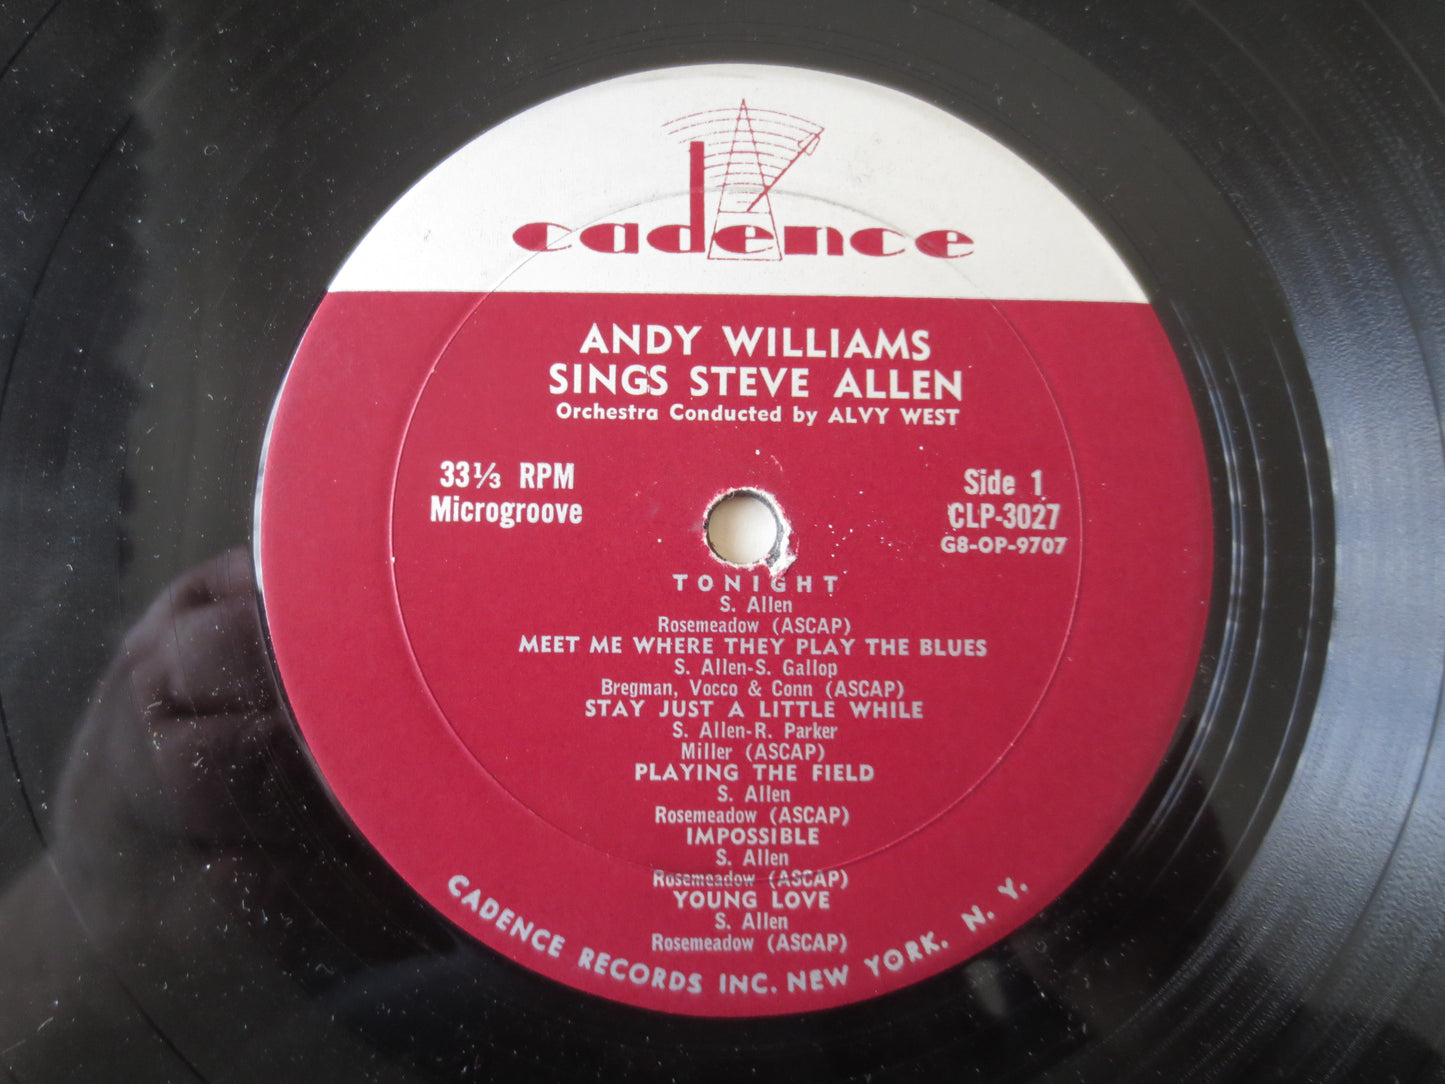 cadence
ANDY WILLIAMS
SINGS STEVE ALLEN
Orchestra Conducted by ALVY WEST
33⅓ RPM
Microgroove
Side 1
CLP-3027
G8-OP-9707
TONIGHT
S. Allen
Rosemeadow (ASCAP)
MEET ME WHERE THEY PLAY THE BLUES
S. Allen-S. Gallop
Bregman, Vocco & Conn (ASCAP)
STAY JUST A LITTLE WHILE
S. Allen-R. Parker
Miller (ASCAP)
PLAYING THE FIELD
S. Allen
Rosemeadow (ASCAP)
IMPOSSIBLE
S. Allen
Rosemeadow (ASCAP)
YOUNG LOVE
S. Allen
Rosemeadow (ASCAP)
CADENCE RECORDS INC. NEW YORK. N. Y.